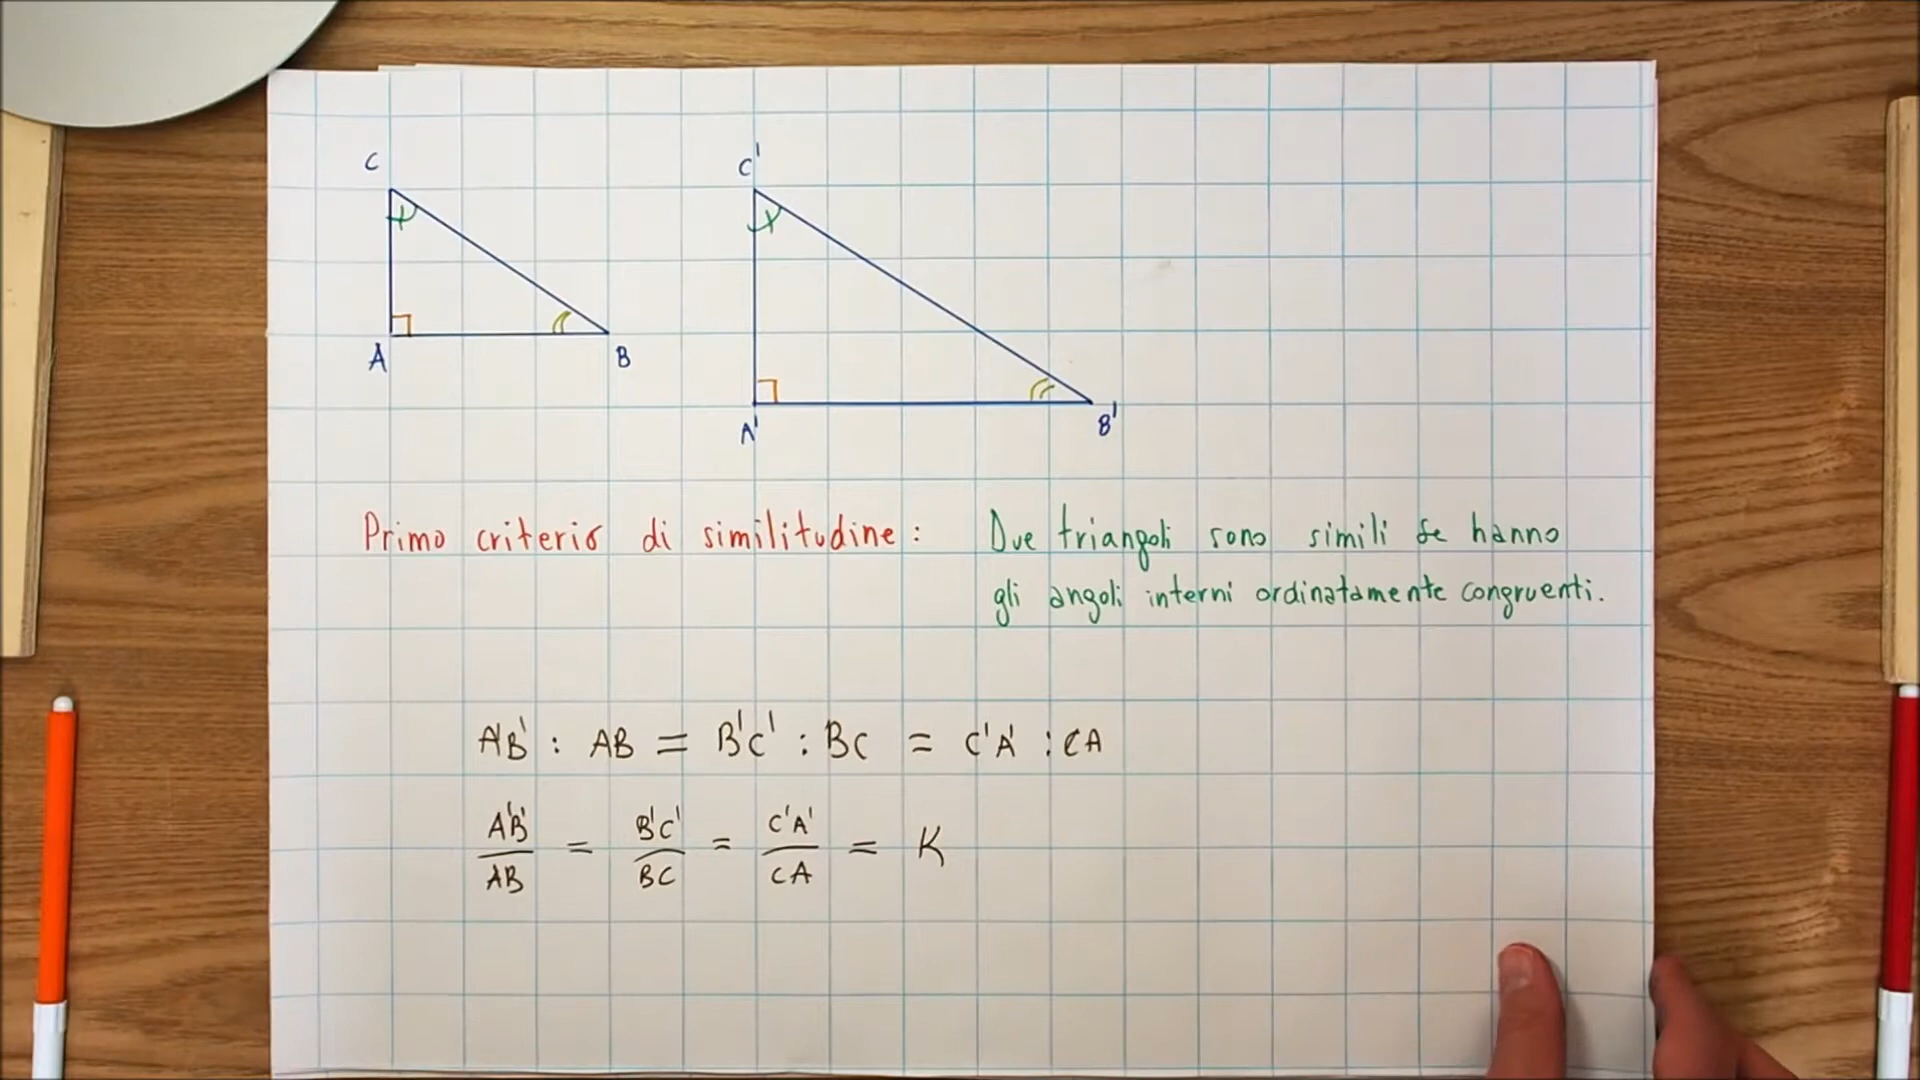 C
C'
A
B
A'
B'
Primo criterio di similitudine: Due triangoli sono simili se hanno
gli angoli interni ordinatamente congruenti.
A'B' : AB = B'C' : BC = C'A' : CA
A'B'/AB = B'C'/BC = C'A'/CA = K